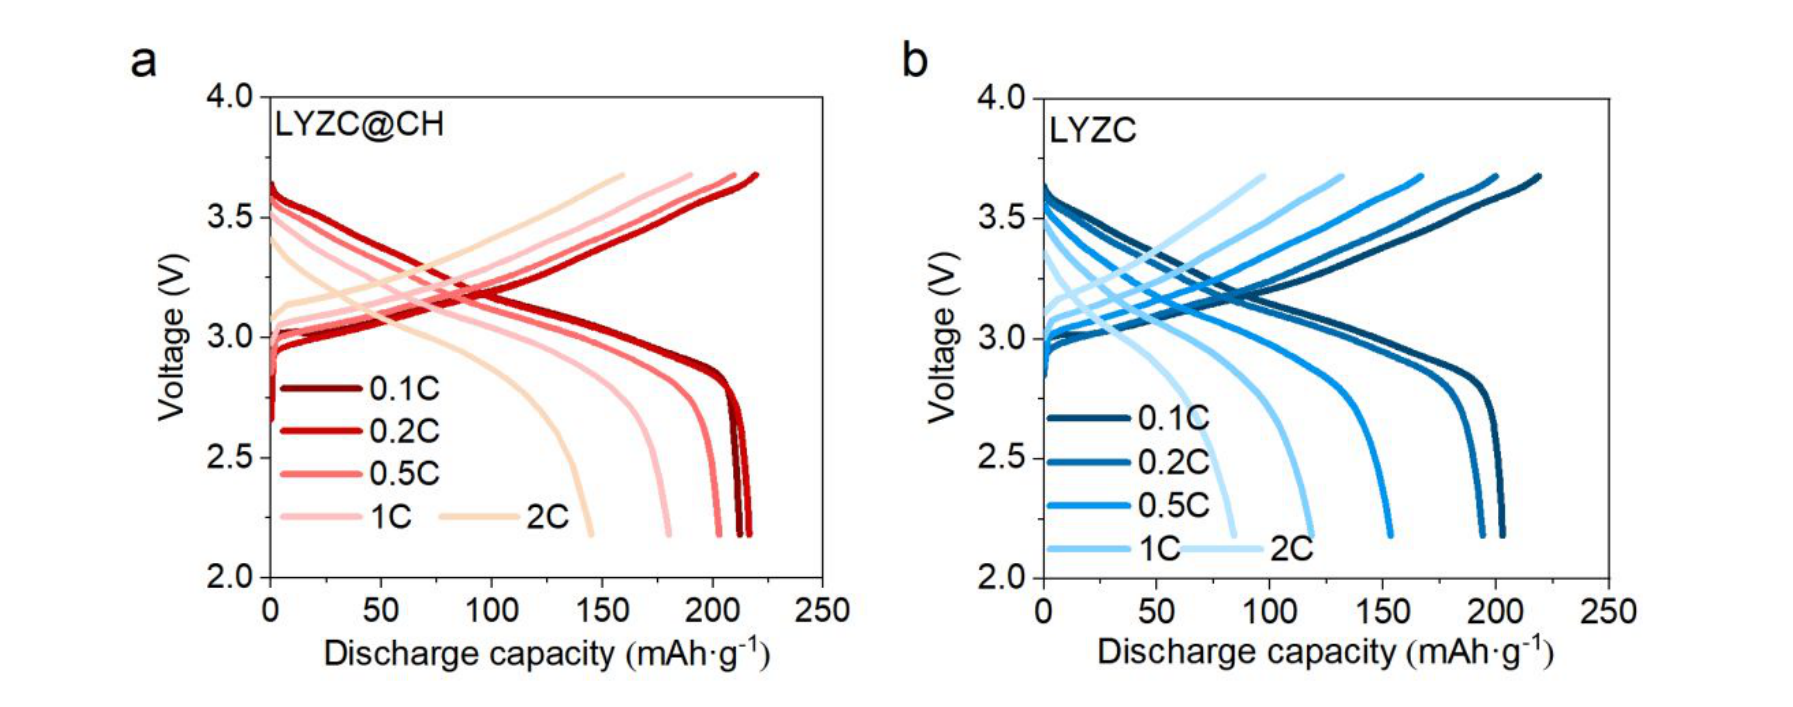 a
4.0
3.5
3.0
2.5
2.0
LYZC@CH
0.1C
0.2C
0.5C
1C 2C
0 50 100 150 200 250
Voltage (V)
Discharge capacity (mAh·g⁻¹)
b
4.0
3.5
3.0
2.5
2.0
LYZC
0.1C
0.2C
0.5C
1C 2C
0 50 100 150 200 250
Voltage (V)
Discharge capacity (mAh·g⁻¹)